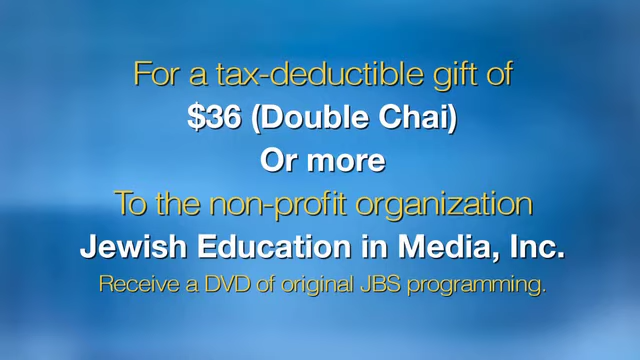 For a tax-deductible gift of
$36 (Double Chai)
Or more
To the non-profit organization
Jewish Education in Media, Inc.
Receive a DVD of original JBS programming.